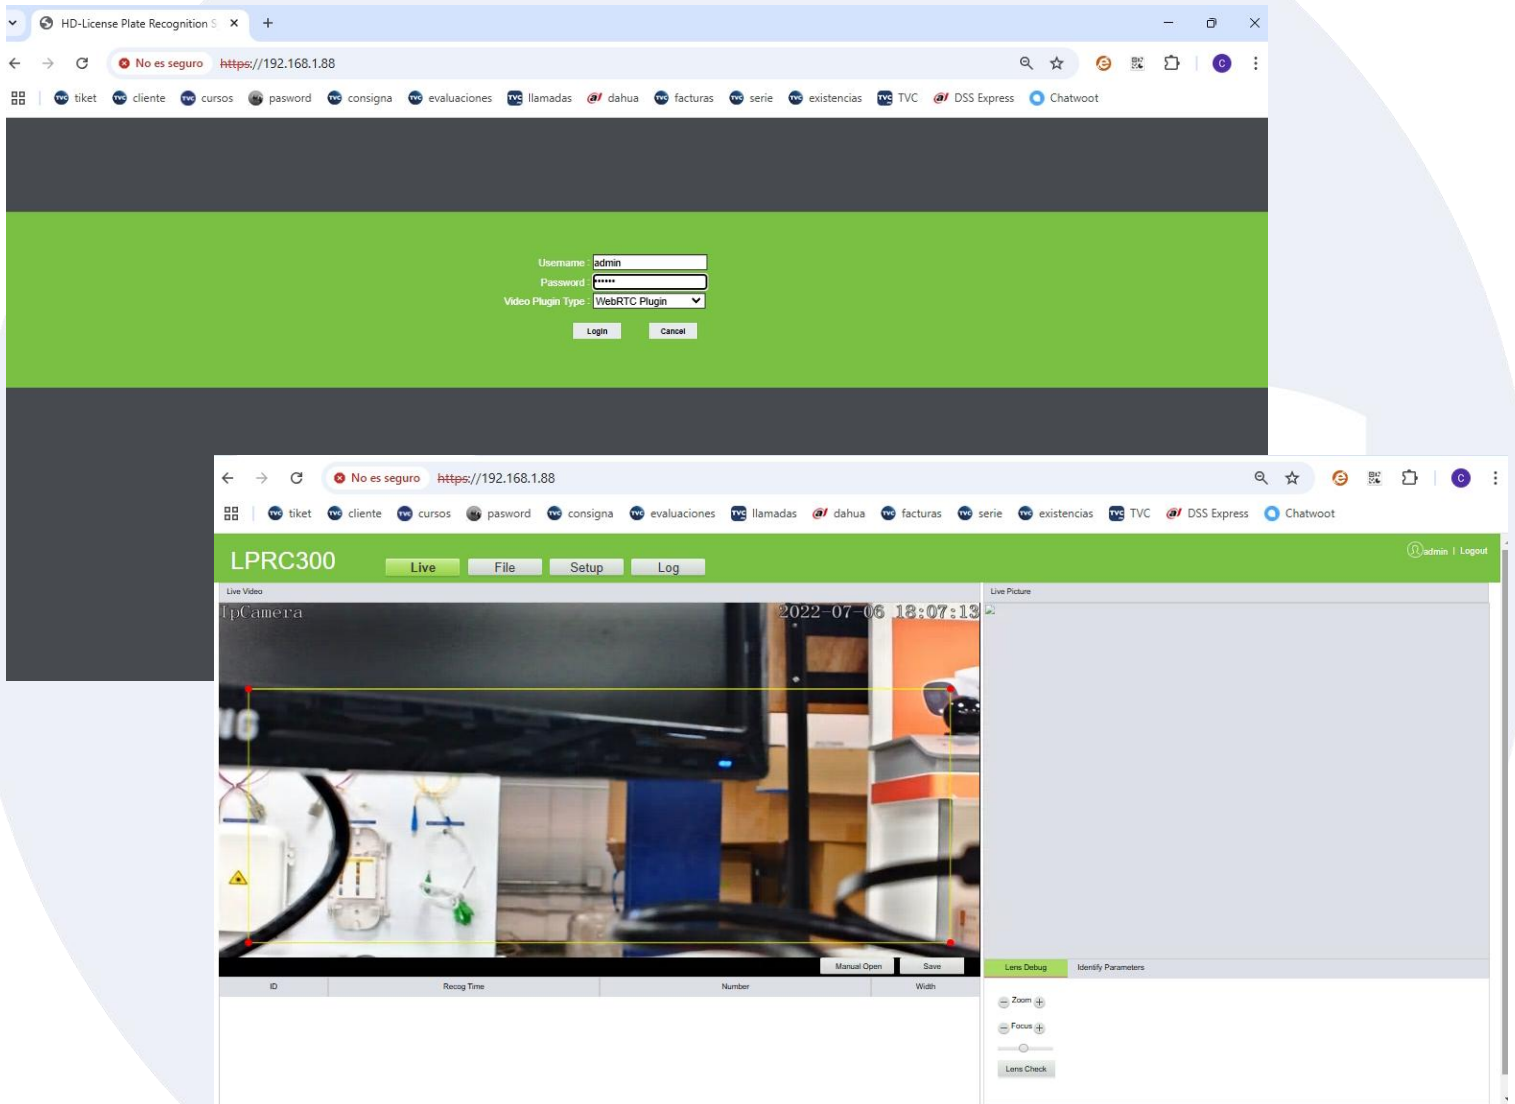 HD-License Plate Recognition S
No es seguro https://192.168.1.88
tiket cliente cursos pasword consigna evaluaciones llamadas dahua facturas serie existencias TVC DSS Express Chatwoot
Username : admin
Password : ••••••
Video Plugin Type : WebRTC Plugin
Login Cancel
No es seguro https://192.168.1.88
tiket cliente cursos pasword consigna evaluaciones llamadas dahua facturas serie existencias TVC DSS Express Chatwoot
LPRC300 Live File Setup Log admin | Logout
Live Video Live Picture
IpCamera 2022-07-06 18:07:13
Manual Open Save Lens Debug Identify Parameters
ID Recog Time Number Width
Zoom
Focus
Lens Check